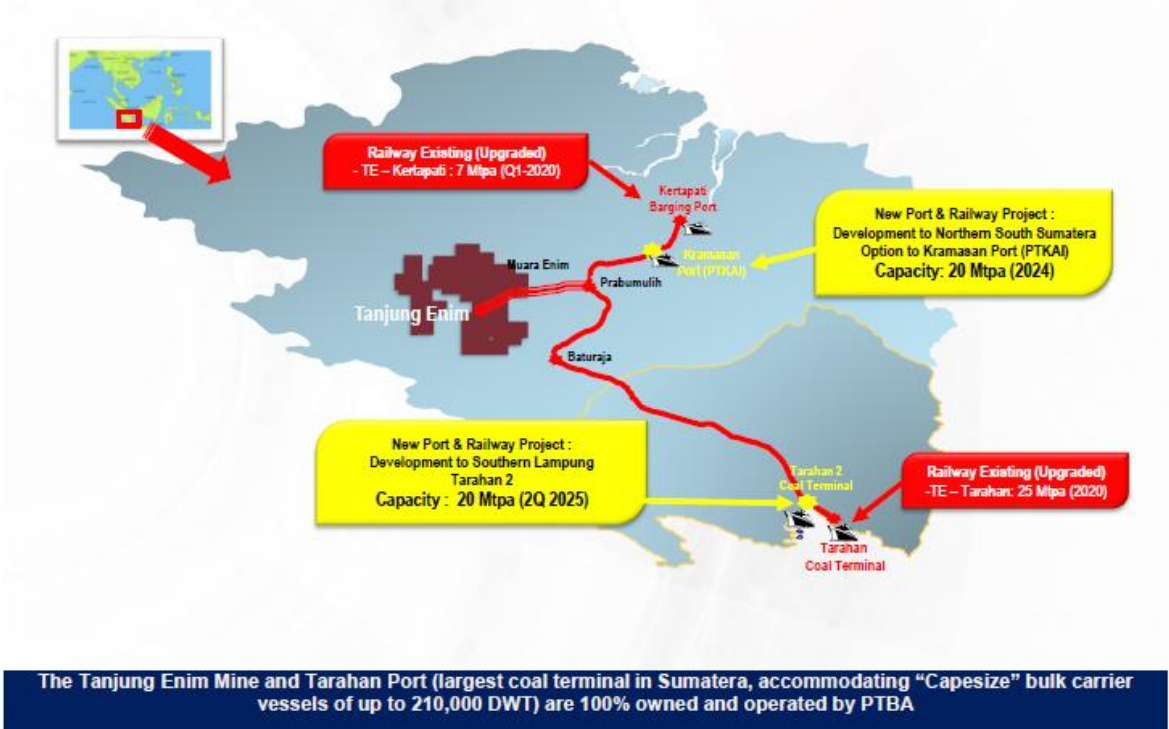 Railway Existing (Upgraded)
- TE – Kertapati : 7 Mtpa (Q1-2020)
Kertapati
Barging Port
New Port & Railway Project :
Development to Northern South Sumatera
Option to Kramasan Port (PTKAI)
Capacity: 20 Mtpa (2024)
Kramasan
Port (PTKAI)
Muara Enim
Prabumulih
Tanjung Enim
Baturaja
New Port & Railway Project :
Development to Southern Lampung
Tarahan 2
Capacity : 20 Mtpa (2Q 2025)
Tarahan 2
Coal Terminal
Railway Existing (Upgraded)
-TE – Tarahan: 25 Mtpa (2020)
Tarahan
Coal Terminal
The Tanjung Enim Mine and Tarahan Port (largest coal terminal in Sumatera, accommodating “Capesize” bulk carrier
vessels of up to 210,000 DWT) are 100% owned and operated by PTBA